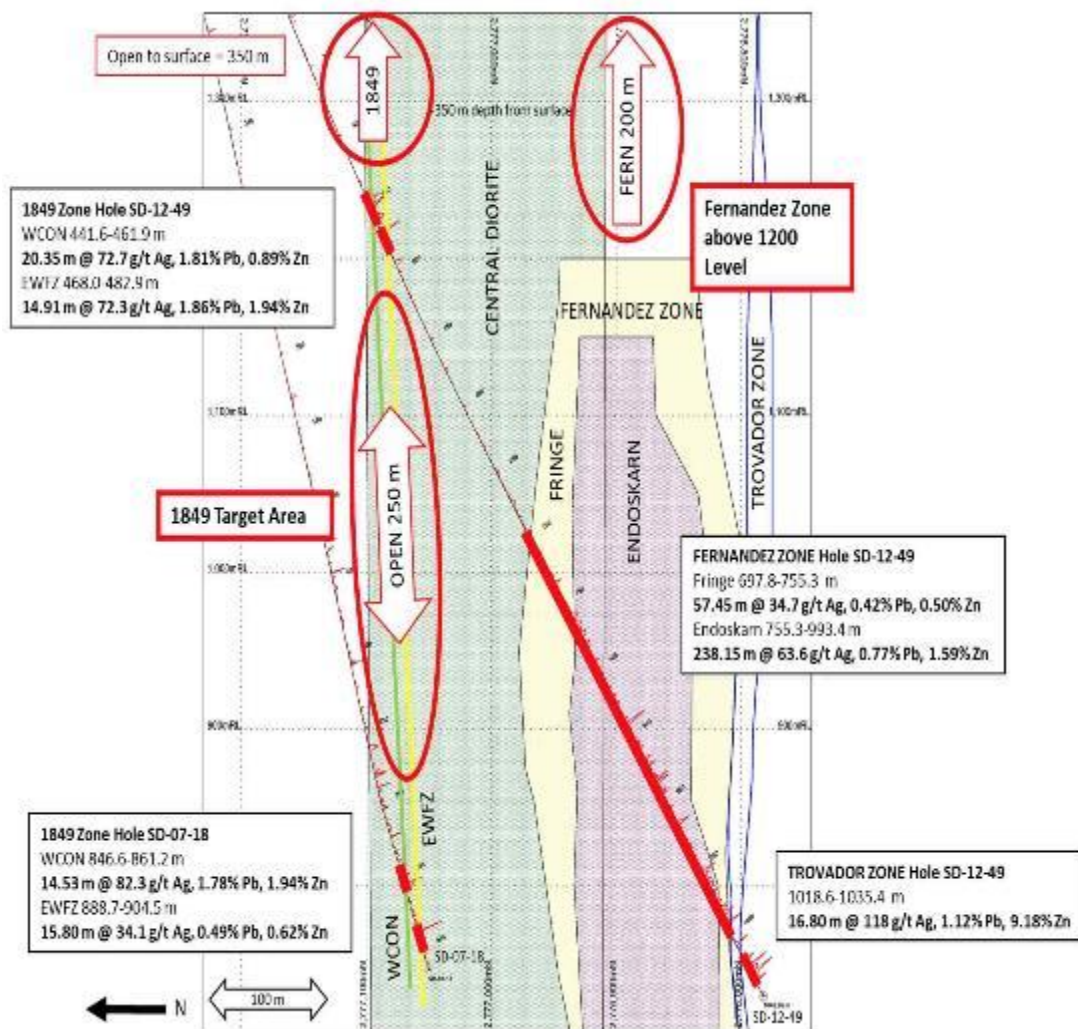 Open to surface = 350 m
1849
350 m depth from surface
FERN 200 m
1849 Zone Hole SD-12-49
WCON 441.6-461.9 m
20.35 m @ 72.7 g/t Ag, 1.81% Pb, 0.89% Zn
EWFZ 468.0-482.9 m
14.91 m @ 72.3 g/t Ag, 1.86% Pb, 1.94% Zn
CENTRAL DIORITE
Fernandez Zone
above 1200
Level
FERNANDEZ ZONE
TROVADOR ZONE
FRINGE
ENDOSKARN
OPEN 250 m
1849 Target Area
FERNANDEZ ZONE Hole SD-12-49
Fringe 697.8-755.3 m
57.45 m @ 34.7 g/t Ag, 0.42% Pb, 0.50% Zn
Endoskarn 755.3-993.4 m
238.15 m @ 63.6 g/t Ag, 0.77% Pb, 1.59% Zn
1849 Zone Hole SD-07-18
WCON 846.6-861.2 m
14.53 m @ 82.3 g/t Ag, 1.78% Pb, 1.94% Zn
EWFZ 888.7-904.5 m
15.80 m @ 34.1 g/t Ag, 0.49% Pb, 0.62% Zn
EWFZ
WCON
SD-07-18
TROVADOR ZONE Hole SD-12-49
1018.6-1035.4 m
16.80 m @ 118 g/t Ag, 1.12% Pb, 9.18% Zn
SD-12-49
N
100 m